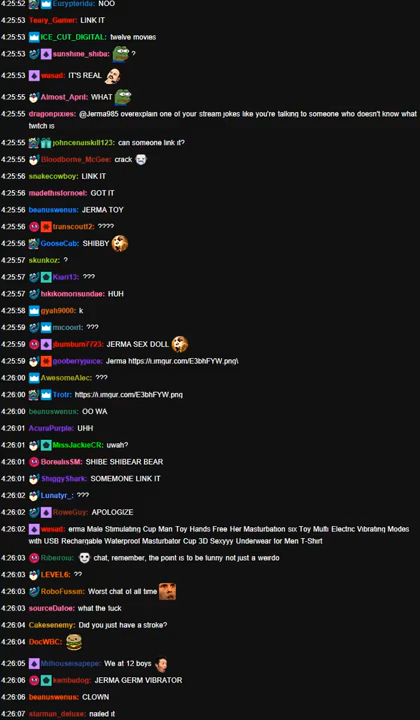 4:25:52 Eurypteridu: NOO
4:25:53 Teary_Gamer: LINK IT
4:25:53 ICE_CUT_DIGITAL: twelve movies
4:25:53 sunshine_shiba: ?
4:25:53 wasad: IT'S REAL
4:25:55 Almost_April: WHAT
4:25:55 dragonpixies: @Jerma985 overexplain one of your stream jokes like you're talking to someone who doesn't know what
twitch is
4:25:55 johncenaiskill123: can someone link it?
4:25:55 Bloodborne_McGee: crack
4:25:56 snakecowboy: LINK IT
4:25:56 madethisfornoel: GOT IT
4:25:56 beanuswenus: JERMA TOY
4:25:56 transcoutl2: ????
4:25:56 GooseCab: SHIBBY
4:25:57 skunkoz: ?
4:25:57 Kiari13: ???
4:25:57 hikikomorisundae: HUH
4:25:58 gyah9000: k
4:25:59 micooirl: ???
4:25:59 jbumbum7723: JERMA SEX DOLL
4:25:59 gooberryjuice: Jerma https://i.imgur.com/E3bhFYW.png\
4:26:00 AwesomeAlec: ???
4:26:00 Trotr: https://i.imgur.com/E3bhFYW.png
4:26:00 beanuswenus: OO WA
4:26:01 AcuraPurple: UHH
4:26:01 MissJackieCR: uwah?
4:26:01 BorealisSM: SHIBE SHIBEAR BEAR
4:26:01 ShiggyShark: SOMEMONE LINK IT
4:26:02 Lunatyr_: ???
4:26:02 RoweGuy: APOLOGIZE
4:26:02 wasad: erma Male Stimulating Cup Man Toy Hands Free Her Masturbation six Toy Multi Electric Vibrating Modes
with USB Rechargable Waterproof Masturbator Cup 3D Sexyyy Underwear for Men T-Shirt
4:26:03 Ribeirou: chat, remember, the point is to be funny not just a weirdo
4:26:03 LEVEL6: ??
4:26:03 RoboFussin: Worst chat of all time
4:26:03 sourceDafoe: what the fuck
4:26:04 Cakesenemy: Did you just have a stroke?
4:26:04 DocWBC:
4:26:05 Milhouseisapepe: We at 12 boys
4:26:06 kambudog: JERMA GERM VIBRATOR
4:26:06 beanuswenus: CLOWN
4:26:07 starman_deluxe: nailed it